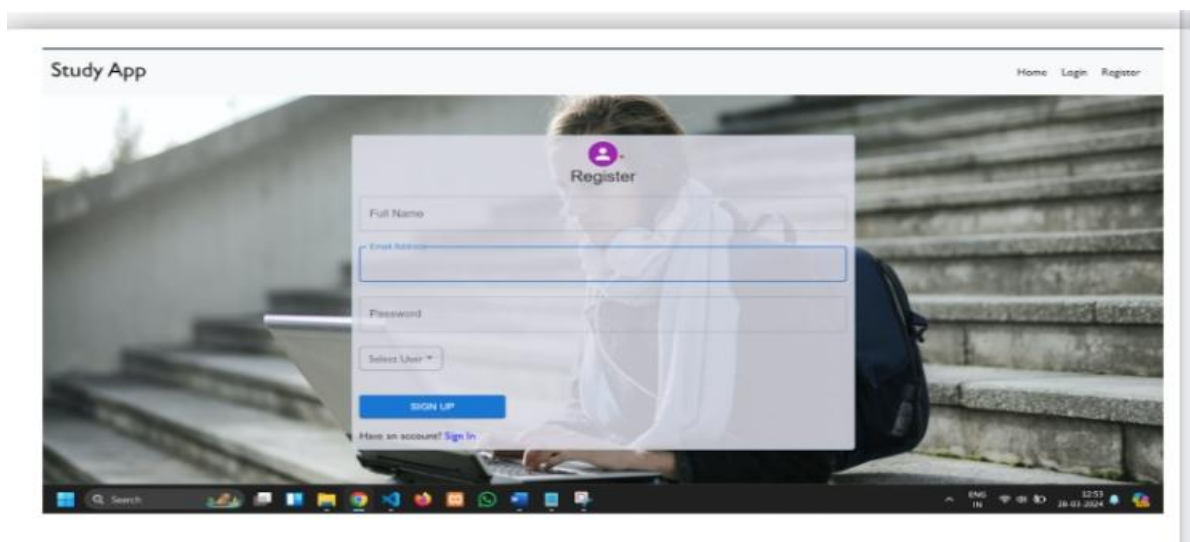 Study App
Home Login Register
Register
Full Name
Email Address
Password
Select User
SIGN UP
Have an account? Sign In
Search
ENG
IN
12:53
26-03-2024